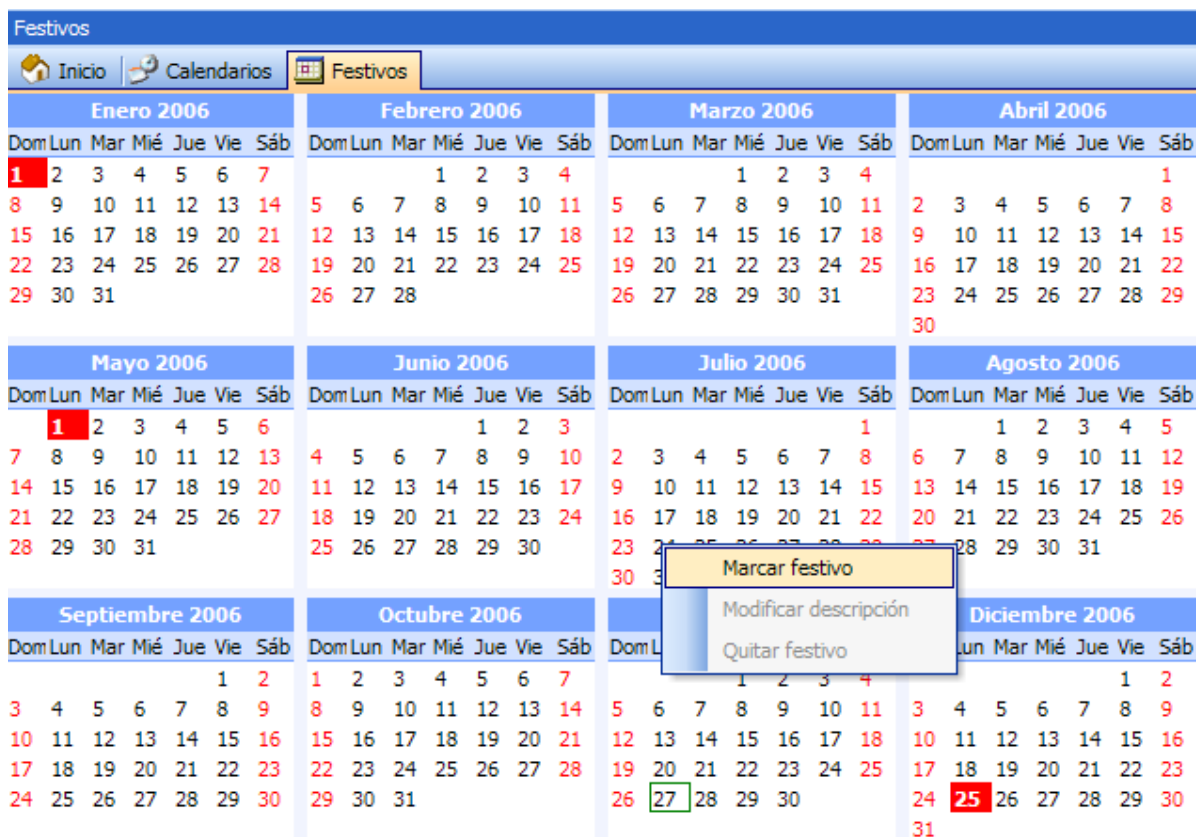 Festivos
Inicio Calendarios Festivos
Enero 2006 Febrero 2006 Marzo 2006 Abril 2006
Dom Lun Mar Mié Jue Vie Sáb Dom Lun Mar Mié Jue Vie Sáb Dom Lun Mar Mié Jue Vie Sáb Dom Lun Mar Mié Jue Vie Sáb
1 2 3 4 5 6 7 1 2 3 4 1 2 3 4 1
8 9 10 11 12 13 14 5 6 7 8 9 10 11 5 6 7 8 9 10 11 2 3 4 5 6 7 8
15 16 17 18 19 20 21 12 13 14 15 16 17 18 12 13 14 15 16 17 18 9 10 11 12 13 14 15
22 23 24 25 26 27 28 19 20 21 22 23 24 25 19 20 21 22 23 24 25 16 17 18 19 20 21 22
29 30 31 26 27 28 26 27 28 29 30 31 23 24 25 26 27 28 29
30
Mayo 2006 Junio 2006 Julio 2006 Agosto 2006
Dom Lun Mar Mié Jue Vie Sáb Dom Lun Mar Mié Jue Vie Sáb Dom Lun Mar Mié Jue Vie Sáb Dom Lun Mar Mié Jue Vie Sáb
1 2 3 4 5 6 1 2 3 1 1 2 3 4 5
7 8 9 10 11 12 13 4 5 6 7 8 9 10 2 3 4 5 6 7 8 6 7 8 9 10 11 12
14 15 16 17 18 19 20 11 12 13 14 15 16 17 9 10 11 12 13 14 15 13 14 15 16 17 18 19
21 22 23 24 25 26 27 18 19 20 21 22 23 24 16 17 18 19 20 21 22 20 21 22 23 24 25 26
28 29 30 31 25 26 27 28 29 30 23 28 29 30 31
30
Marcar festivo
Modificar descripción
Quitar festivo
Septiembre 2006 Octubre 2006 Diciembre 2006
Dom Lun Mar Mié Jue Vie Sáb Dom Lun Mar Mié Jue Vie Sáb Dom Mar Mié Jue Vie Sáb
1 2 1 2 3 4 5 6 7 1 2 3 4 1 2
3 4 5 6 7 8 9 8 9 10 11 12 13 14 5 6 7 8 9 10 11 3 4 5 6 7 8 9
10 11 12 13 14 15 16 15 16 17 18 19 20 21 12 13 14 15 16 17 18 10 11 12 13 14 15 16
17 18 19 20 21 22 23 22 23 24 25 26 27 28 19 20 21 22 23 24 25 17 18 19 20 21 22 23
24 25 26 27 28 29 30 29 30 31 26 27 28 29 30 24 25 26 27 28 29 30
31